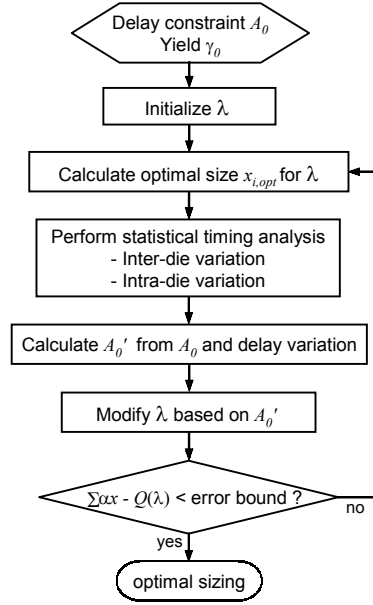 Delay constraint A₀
Yield γ₀
Initialize λ
Calculate optimal size xᵢ,ₒₚₜ for λ
Perform statistical timing analysis
- Inter-die variation
- Intra-die variation
Calculate A₀' from A₀ and delay variation
Modify λ based on A₀'
∑αx - Q(λ) < error bound ?
no
yes
optimal sizing